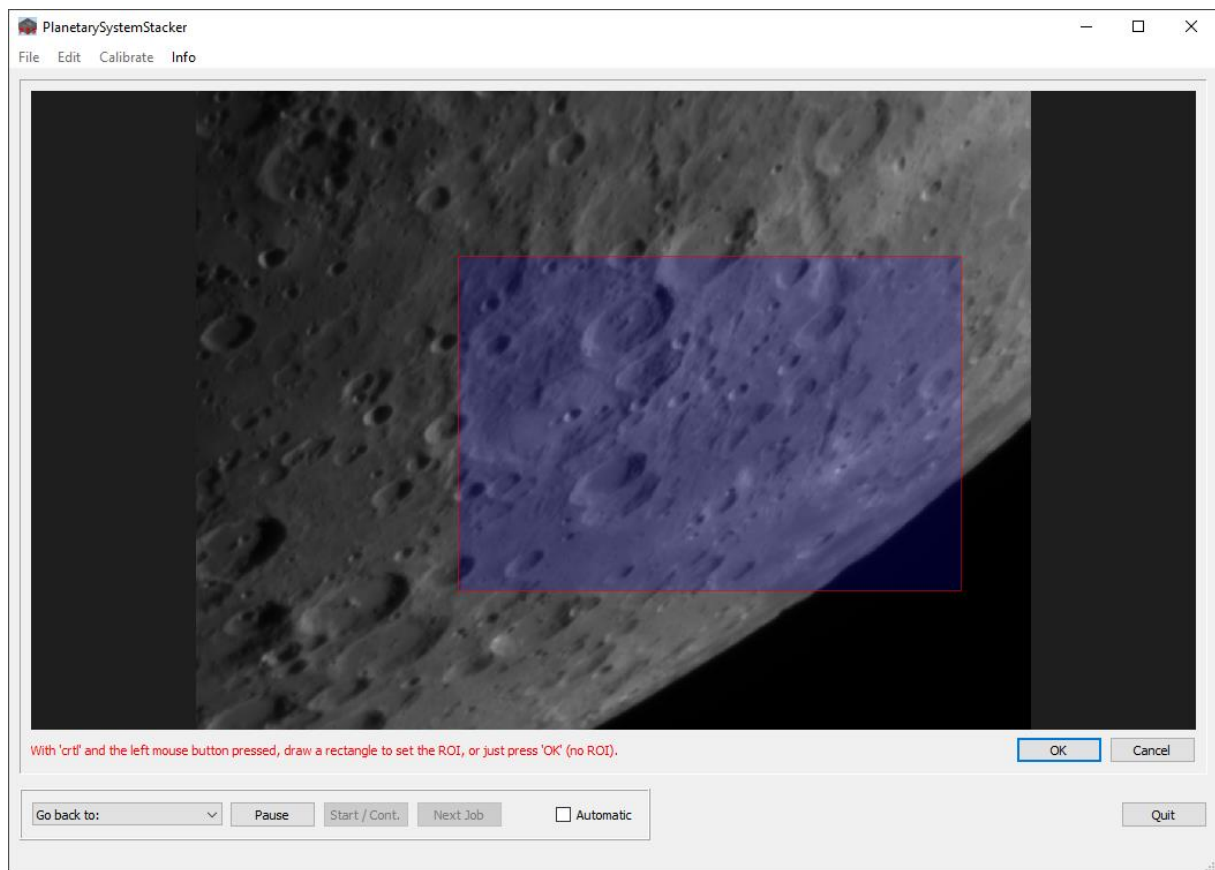 PlanetarySystemStacker
File Edit Calibrate Info
With 'crtl' and the left mouse button pressed, draw a rectangle to set the ROI, or just press 'OK' (no ROI).
OK Cancel
Go back to: Pause Start / Cont. Next Job Automatic Quit